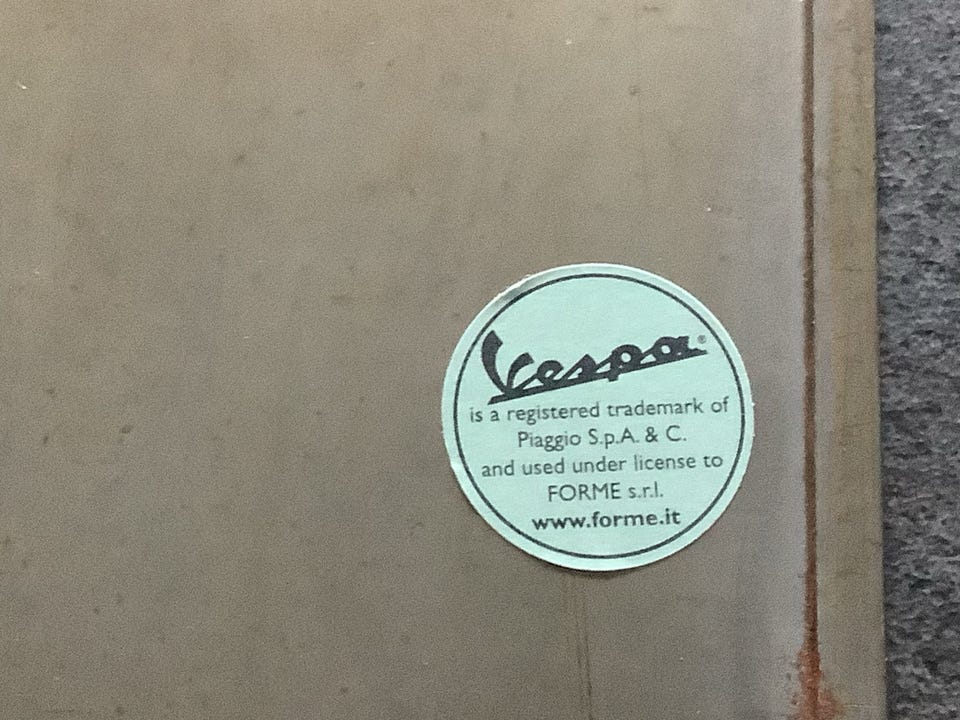 Vespa®
is a registered trademark of
Piaggio S.p.A. & C.
and used under license to
FORME s.r.l.
www.forme.it